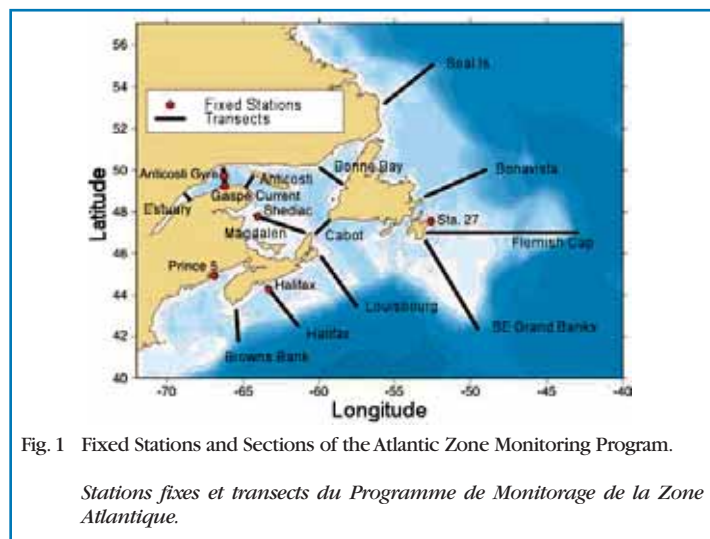 56
54
52
50
48
46
44
42
40
Latitude
Fixed Stations
Transects
Seal Is.
Bonne Bay
Bonavista
Anticosti Gyre
Anticosti
Gaspé Current
Estuary
Shediac
Sta. 27
Magdalen
Cabot
Flemish Cap
Prince 5
Halifax
Louisbourg
Halifax
SE Grand Banks
Browns Bank
-70
-65
-60
-55
-50
-45
-40
Longitude
Fig. 1 Fixed Stations and Sections of the Atlantic Zone Monitoring Program.
Stations fixes et transects du Programme de Monitorage de la Zone
Atlantique.